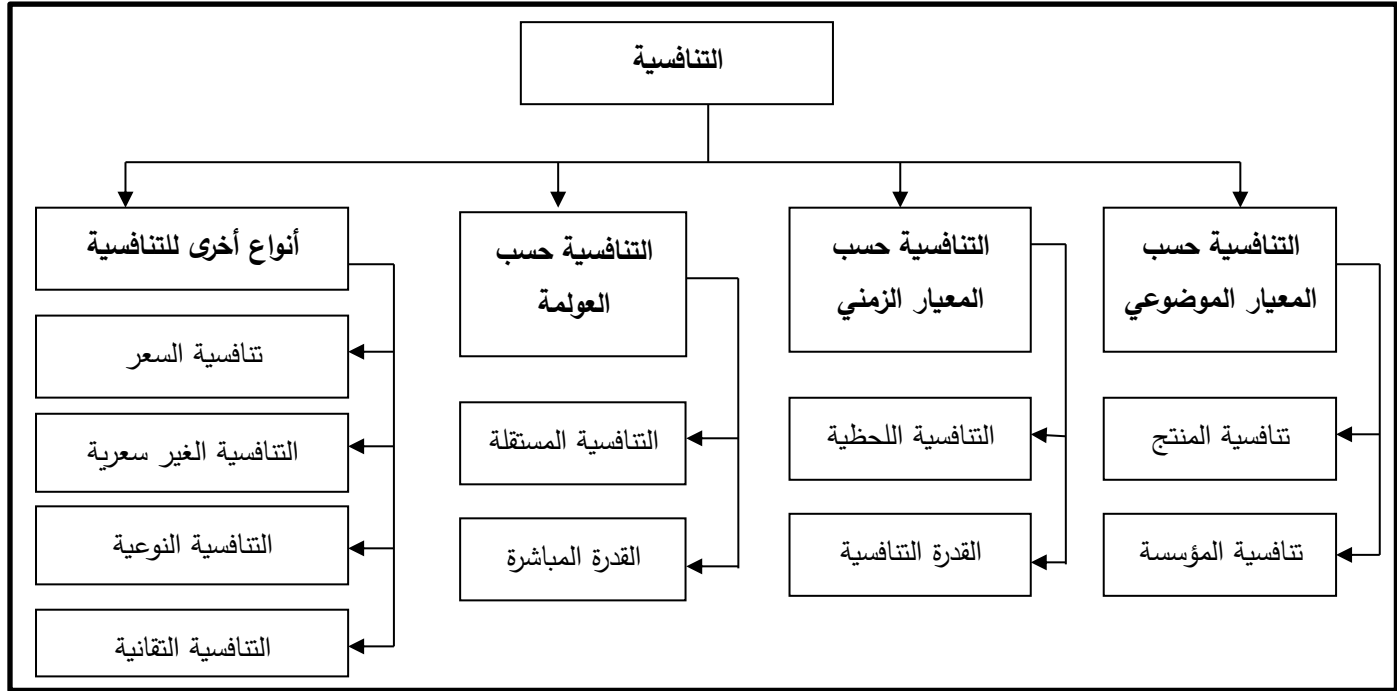 التنافسية
التنافسية حسب
المعيار الموضوعي
تنافسية المنتج
تنافسية المؤسسة
التنافسية حسب
المعيار الزمني
التنافسية اللحظية
القدرة التنافسية
التنافسية حسب
العولمة
التنافسية المستقلة
القدرة المباشرة
أنواع أخرى للتنافسية
تنافسية السعر
التنافسية الغير سعرية
التنافسية النوعية
التنافسية التقانية